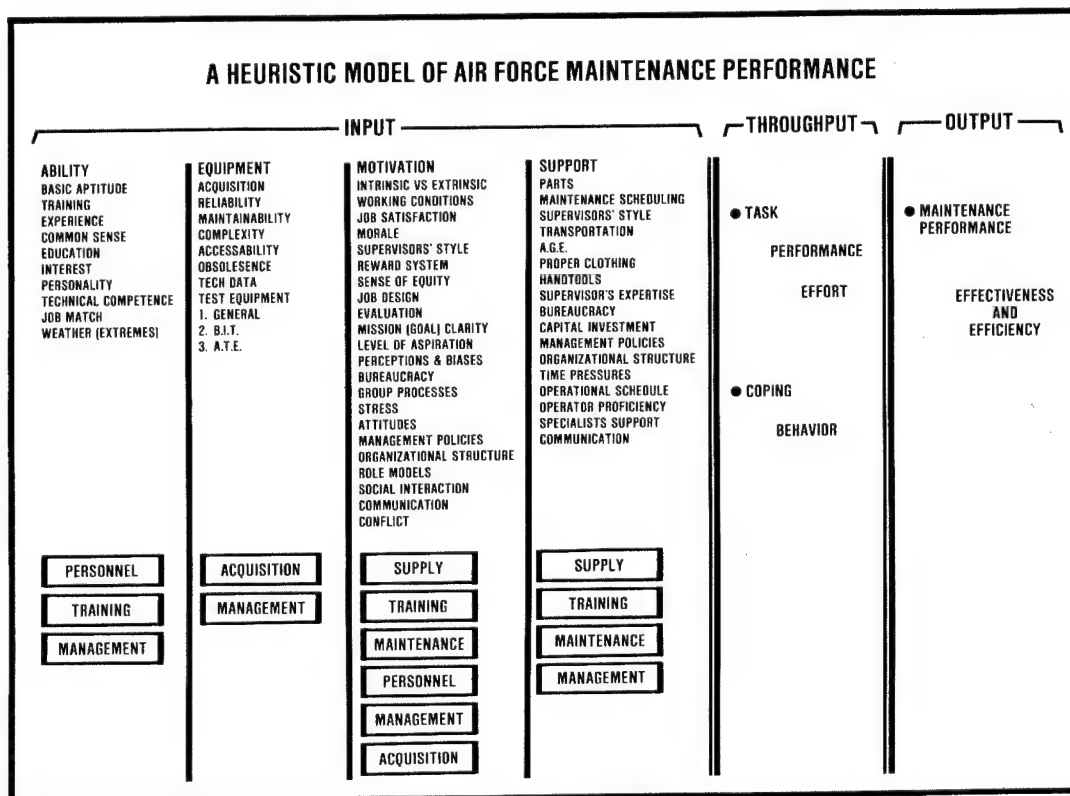 A HEURISTIC MODEL OF AIR FORCE MAINTENANCE PERFORMANCE
INPUT
THROUGHPUT
OUTPUT
ABILITY
BASIC APTITUDE
TRAINING
EXPERIENCE
COMMON SENSE
EDUCATION
INTEREST
PERSONALITY
TECHNICAL COMPETENCE
JOB MATCH
WEATHER (EXTREMES)
PERSONNEL
TRAINING
MANAGEMENT
EQUIPMENT
ACQUISITION
RELIABILITY
MAINTAINABILITY
COMPLEXITY
ACCESSABILITY
OBSOLESENCE
TECH DATA
TEST EQUIPMENT
1. GENERAL
2. B.I.T.
3. A.T.E.
ACQUISITION
MANAGEMENT
MOTIVATION
INTRINSIC VS EXTRINSIC
WORKING CONDITIONS
JOB SATISFACTION
MORALE
SUPERVISORS' STYLE
REWARD SYSTEM
SENSE OF EQUITY
JOB DESIGN
EVALUATION
MISSION (GOAL) CLARITY
LEVEL OF ASPIRATION
PERCEPTIONS & BIASES
BUREAUCRACY
GROUP PROCESSES
STRESS
ATTITUDES
MANAGEMENT POLICIES
ORGANIZATIONAL STRUCTURE
ROLE MODELS
SOCIAL INTERACTION
COMMUNICATION
CONFLICT
SUPPLY
TRAINING
MAINTENANCE
PERSONNEL
MANAGEMENT
ACQUISITION
SUPPORT
PARTS
MAINTENANCE SCHEDULING
SUPERVISORS' STYLE
TRANSPORTATION
A.G.E.
PROPER CLOTHING
HANDTOOLS
SUPERVISOR'S EXPERTISE
BUREAUCRACY
CAPITAL INVESTMENT
MANAGEMENT POLICIES
ORGANIZATIONAL STRUCTURE
TIME PRESSURES
OPERATIONAL SCHEDULE
OPERATOR PROFICIENCY
SPECIALISTS SUPPORT
COMMUNICATION
SUPPLY
TRAINING
MAINTENANCE
MANAGEMENT
● TASK
PERFORMANCE
EFFORT
● COPING
BEHAVIOR
● MAINTENANCE
PERFORMANCE
EFFECTIVENESS
AND
EFFICIENCY